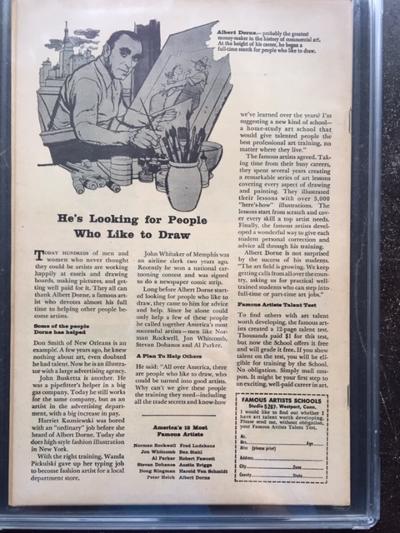 Albert Dorne—probably the greatest
money-maker in the history of commercial art.
At the height of his career, he began a
full-time search for people who like to draw.
He's Looking for People
Who Like to Draw
TODAY HUNDREDS of men and
women who never thought
they could be artists are working
happily at easels and drawing
boards, making pictures, and get-
ting well paid for it. They all can
thank Albert Dorne, a famous art-
ist who devotes almost his full
time to helping other people be-
come artists.
Some of the people
Dorne has helped
Don Smith of New Orleans is an
example. A few years ago, he knew
nothing about art, even doubted
he had talent. Now he is an illustra-
tor with a large advertising agency.
John Busketta is another. He
was a pipefitter's helper in a big
gas company. Today he still works
for the same company, but as an
artist in the advertising depart-
ment, with a big increase in pay.
Harriet Kuzniewski was bored
with an "ordinary" job before she
heard of Albert Dorne. Today she
does high style fashion illustration
in New York.
With the right training, Wanda
Pickulski gave up her typing job
to become fashion artist for a local
department store.
John Whitaker of Memphis was
an airline clerk two years ago.
Recently he won a national car-
tooning contest and was signed
to do a newspaper comic strip.
Long before Albert Dorne start-
ed looking for people who like to
draw, they came to him for advice
and help. Since he alone could
only help a few of these people
he called together America's most
successful artists—men like Nor-
man Rockwell, Jon Whitcomb,
Stevan Dohanos and Al Parker.
A Plan To Help Others
He said: "All over America, there
are people who like to draw, who
could be turned into good artists.
Why can't we give these people
the training they need—including
all the trade secrets and know-how
America's 12 Most
Famous Artists
Norman Rockwell
Jon Whitcomb
Al Parker
Stevan Dohanos
Dong Kingman
Peter Helck
Fred Ludekens
Ben Stahl
Robert Fawcett
Austin Briggs
Harold Von Schmidt
Albert Dorne
we've learned over the years? I'm
suggesting a new kind of school—
a home-study art school that
would give talented people the
best professional art training, no
matter where they live."
The famous artists agreed. Tak-
ing time from their busy careers,
they spent several years creating
a remarkable series of art lessons
covering every aspect of drawing
and painting. They illustrated
their lessons with over 5,000
"here's-how" illustrations. The
lessons start from scratch and cov-
er every skill a top artist needs.
Finally, the famous artists devel-
oped a wonderful way to give each
student personal correction and
advice all through his training.
Albert Dorne is not surprised
by the success of his students.
"The art field is growing. We keep
getting calls from all over the coun-
try, asking us for practical well-
trained students who can step into
full-time or part-time art jobs."
Famous Artists Talent Test
To find others with art talent
worth developing, the famous art-
ists created a 12-page talent test.
Thousands paid $1 for this test,
but now the School offers it free
and will grade it free. If you show
talent on the test, you will be eli-
gible for training by the School.
No obligation. Simply mail cou-
pon. It might be your first step to
an exciting, well-paid career in art.
FAMOUS ARTISTS SCHOOLS
Studio 5267, Westport, Conn.
I would like to find out whether I
have art talent worth developing.
Please send me, without obligation,
your Famous Artists Talent Test.
Mr.
Mrs. Age
Miss (please print)
Address
City Zone
County State